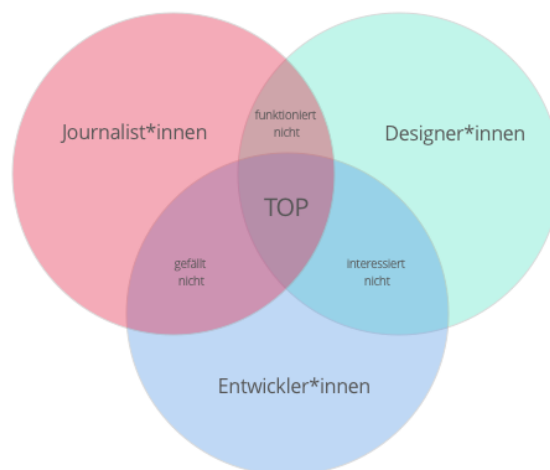 funktioniert
nicht
Journalist*innen
Designer*innen
TOP
gefällt
nicht
interessiert
nicht
Entwickler*innen